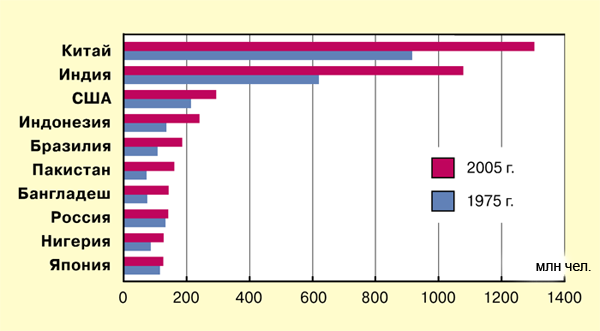 Китай
Индия
США
Индонезия
Бразилия
Пакистан
Бангладеш
Россия
Нигерия
Япония
2005 г.
1975 г.
млн чел.
0 200 400 600 800 1000 1200 1400